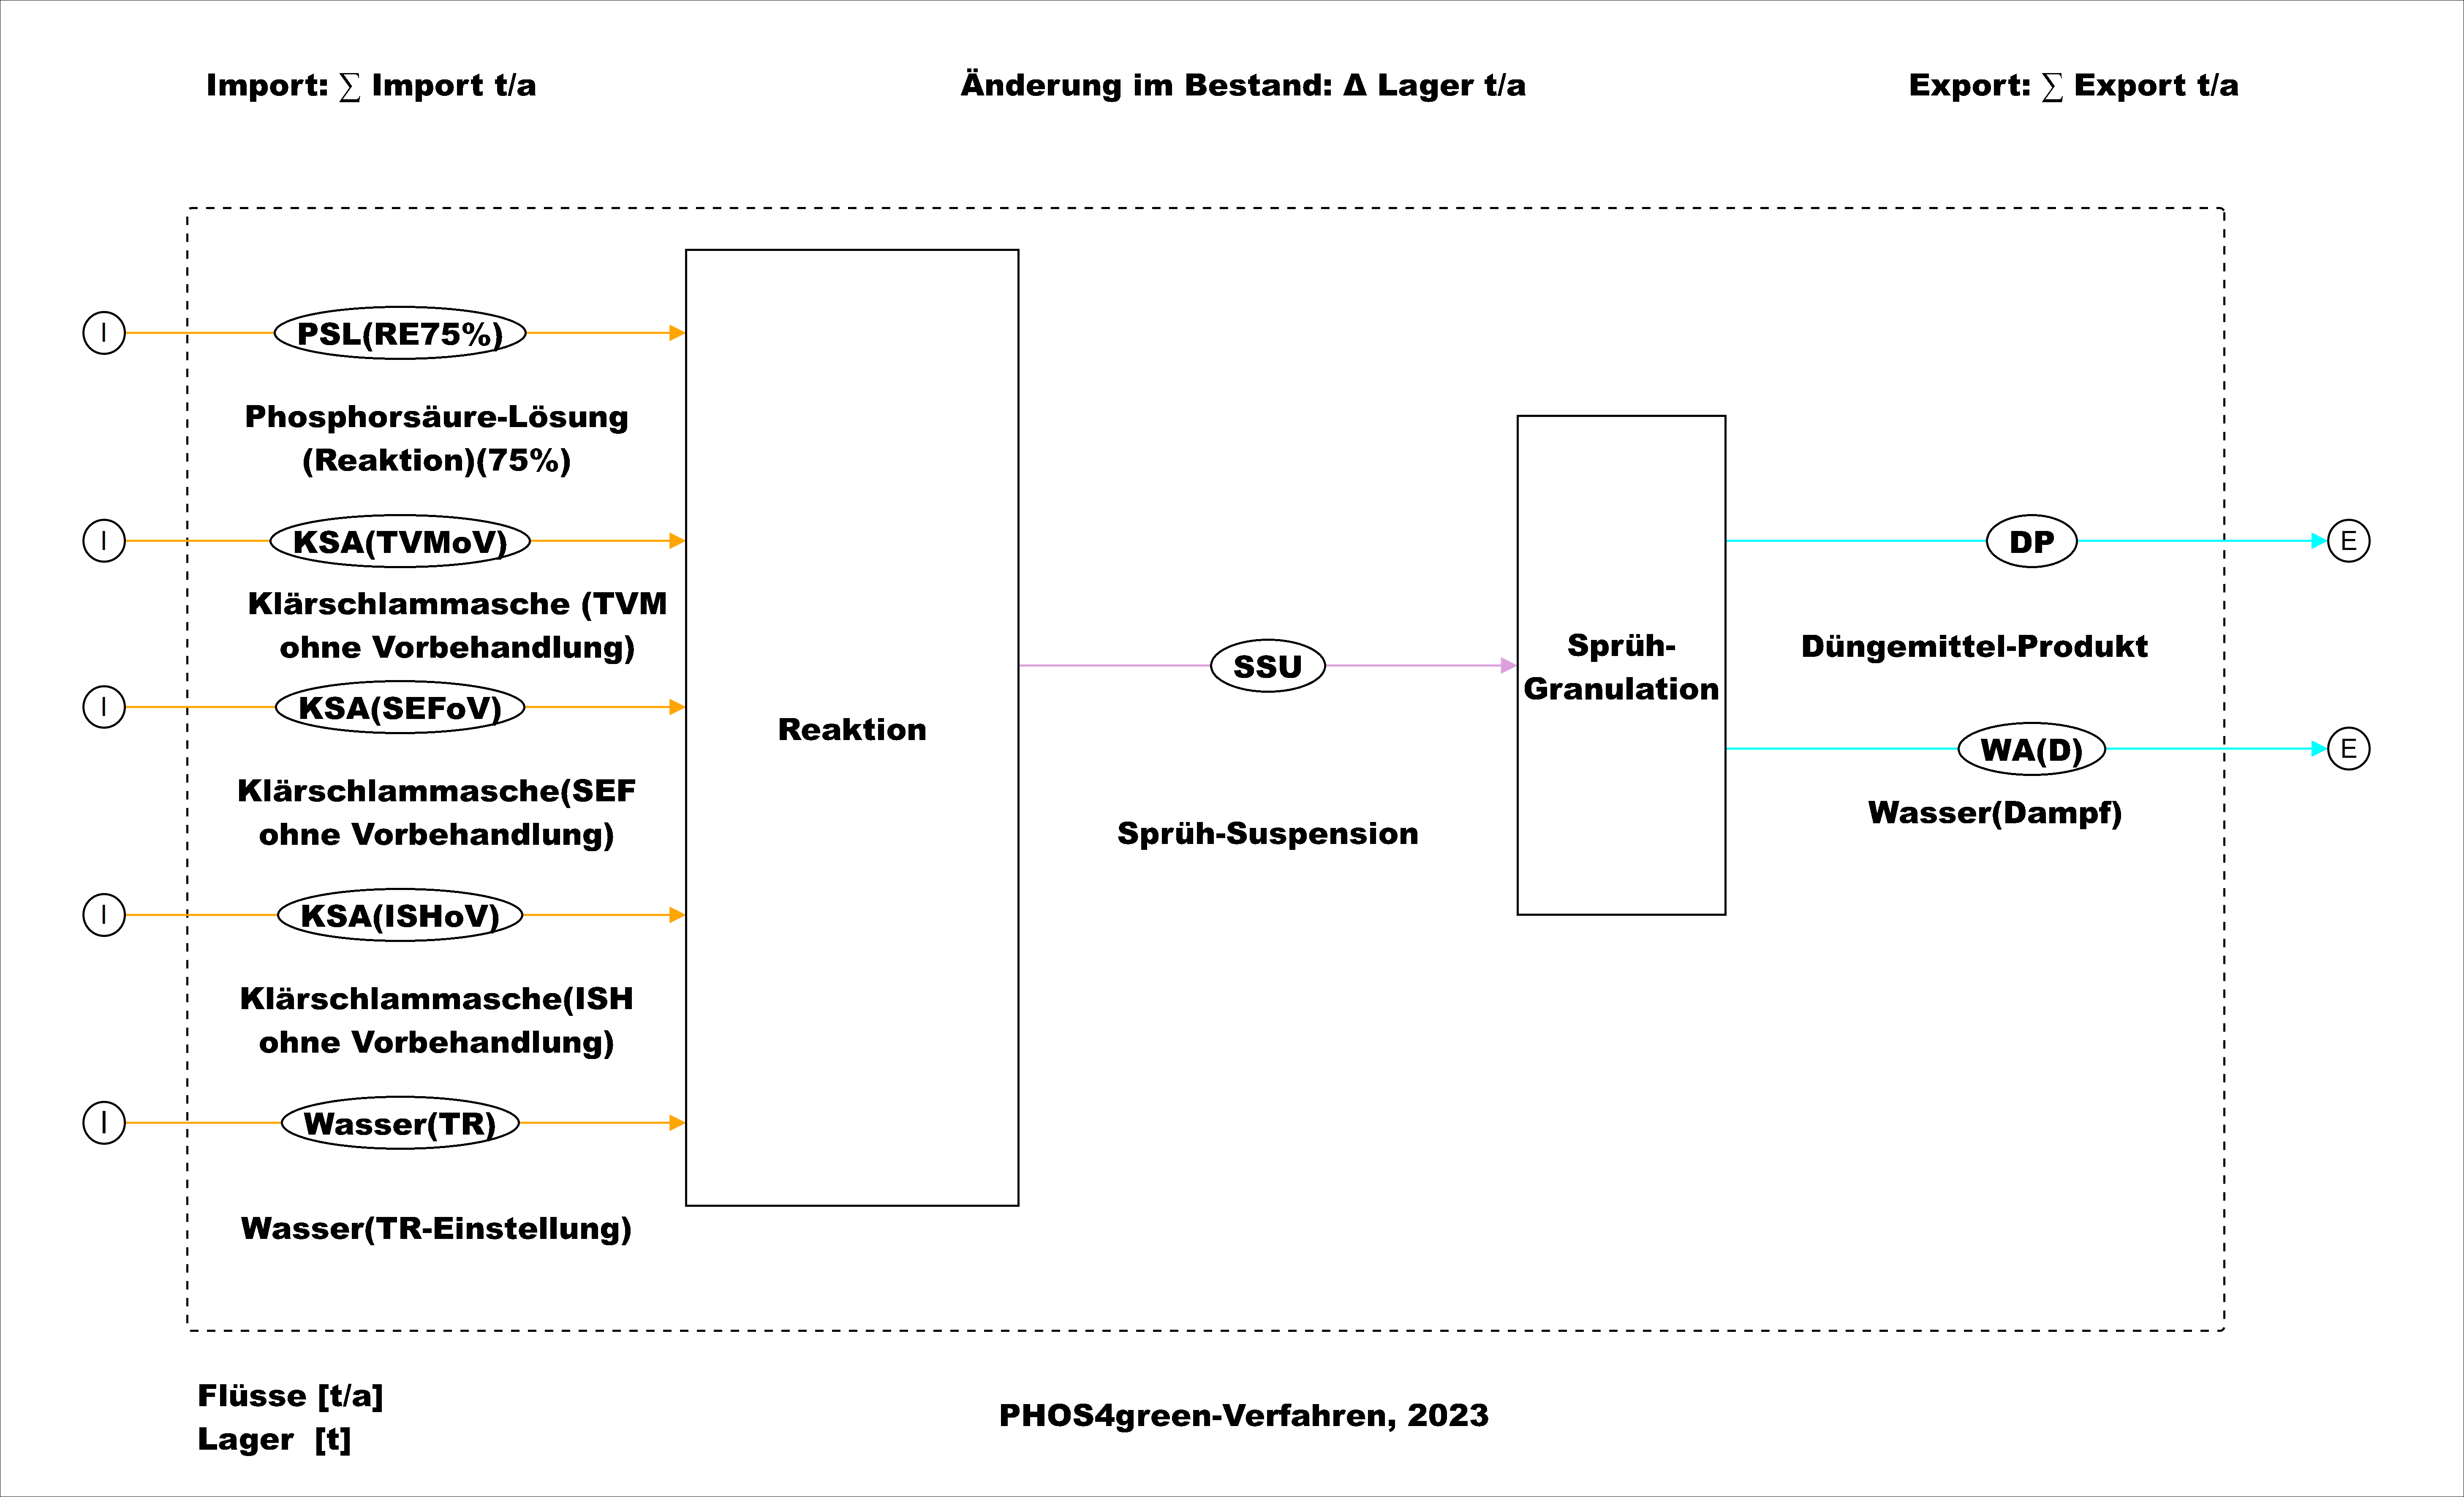 Import: ∑ Import t/a
Änderung im Bestand: Δ Lager t/a
Export: ∑ Export t/a
I
PSL(RE75%)
Phosphorsäure-Lösung
(Reaktion)(75%)
I
KSA(TVMoV)
Klärschlammasche (TVM
ohne Vorbehandlung)
I
KSA(SEFoV)
Klärschlammasche(SEF
ohne Vorbehandlung)
I
KSA(ISHoV)
Klärschlammasche(ISH
ohne Vorbehandlung)
I
Wasser(TR)
Wasser(TR-Einstellung)
Reaktion
SSU
Sprüh-Suspension
Sprüh-
Granulation
DP
E
Düngemittel-Produkt
WA(D)
E
Wasser(Dampf)
Flüsse [t/a]
Lager [t]
PHOS4green-Verfahren, 2023